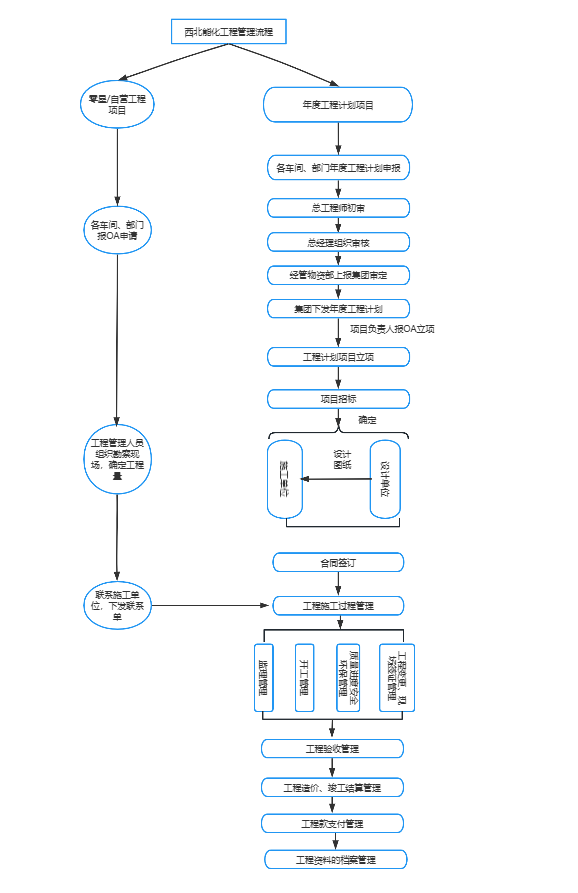 西北能化工程管理流程
零星/自营工程
项目
年度工程计划项目
各车间、部门年度工程计划申报
总工程师初审
各车间、部门
报OA申请
总经理组织审核
经管物资部上报集团审定
集团下发年度工程计划
项目负责人报OA立项
工程计划项目立项
项目招标
确定
工程管理人员
组织勘察现
场，确定工程
量
施工单位
设计
图纸
设计单位
合同签订
联系施工单
位，下发联系
单
工程施工过程管理
监理管理
开工管理
质量进度安全
环保管理
工程变更、现
场签证管理
工程验收管理
工程造价、竣工结算管理
工程款支付管理
工程资料的档案管理